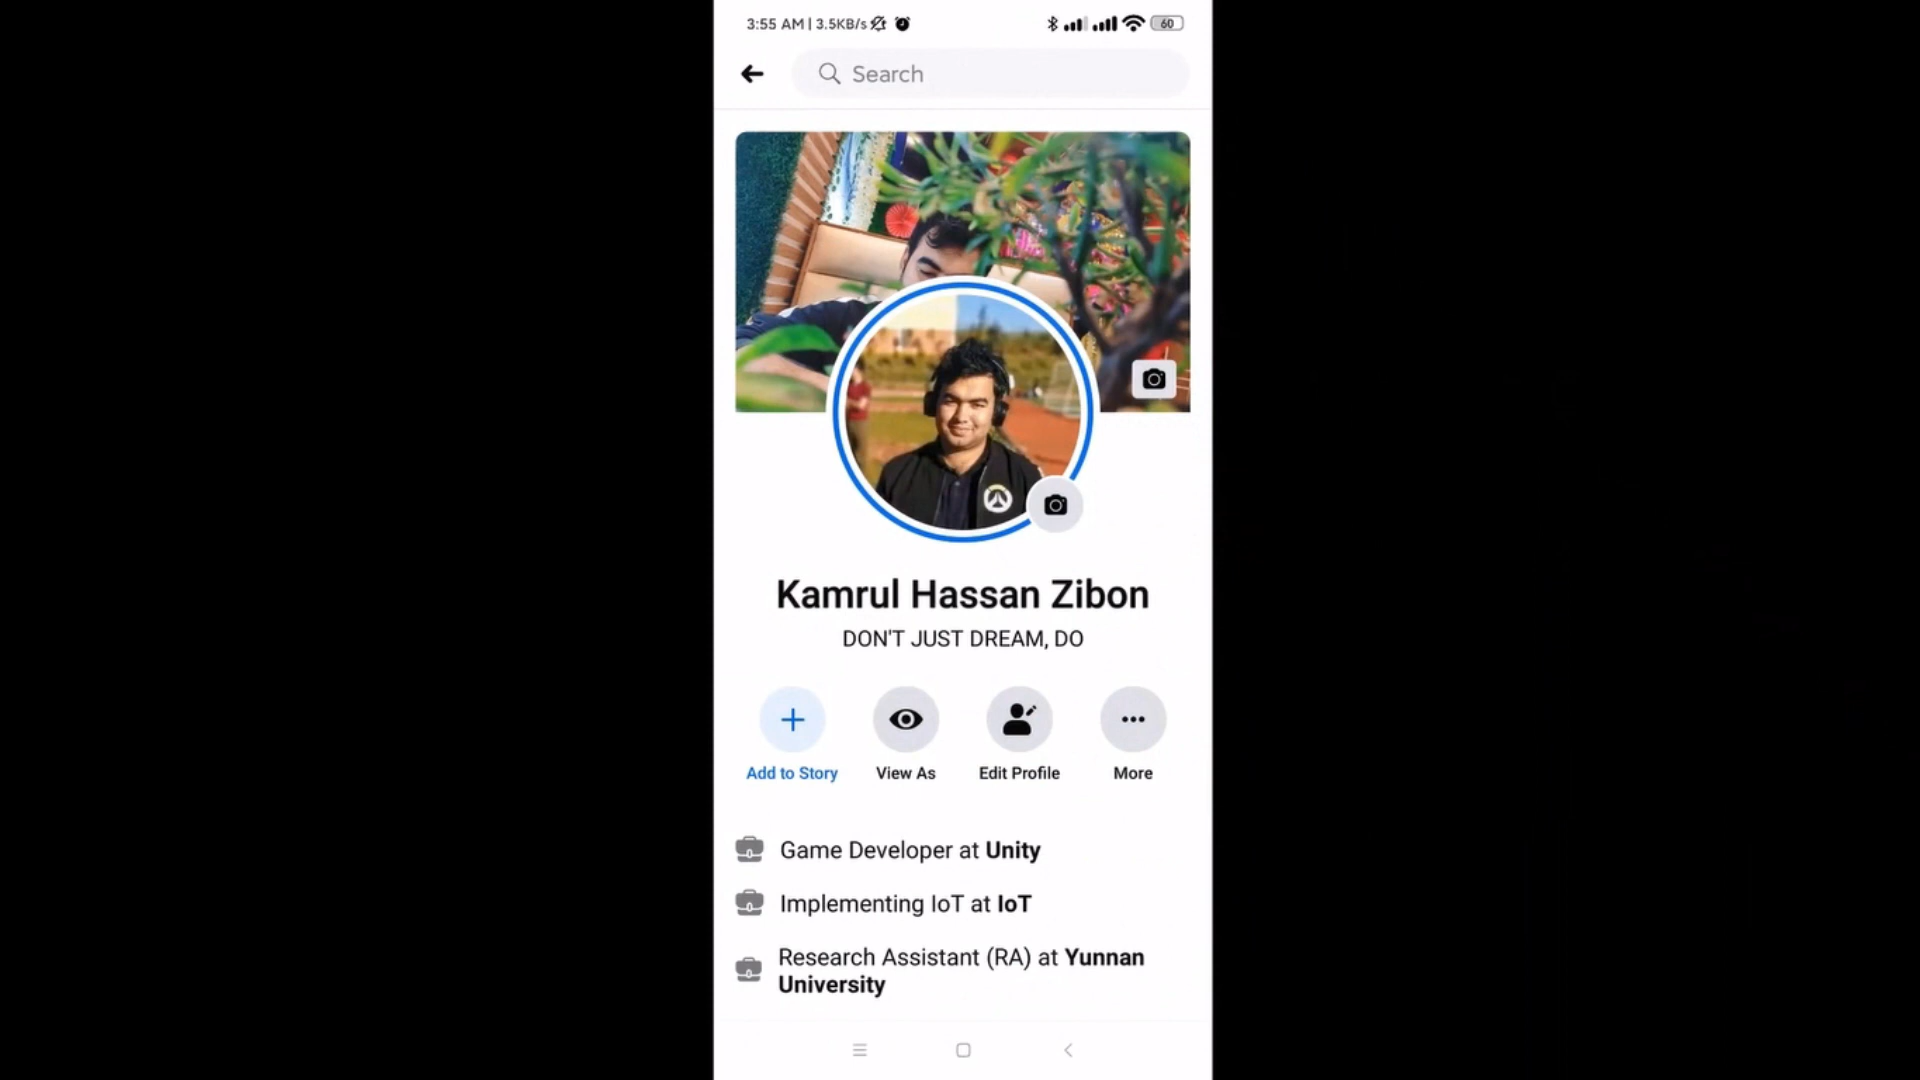 3:55 AM | 3.5KB/s 60
Search
Kamrul Hassan Zibon
DON'T JUST DREAM, DO
Add to Story View As Edit Profile More
Game Developer at Unity
Implementing IoT at IoT
Research Assistant (RA) at Yunnan
University